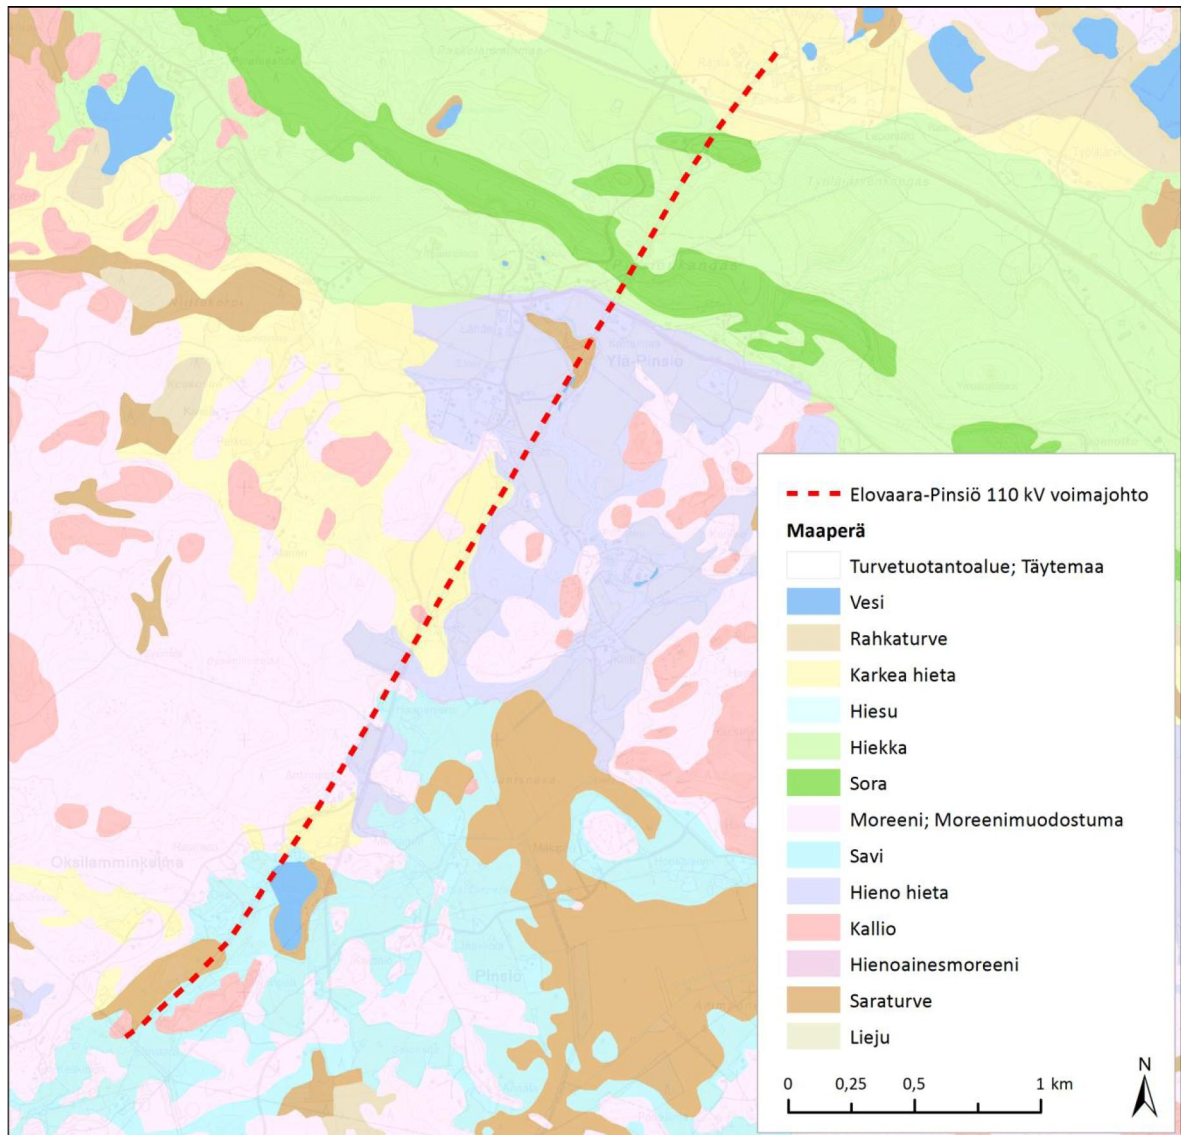 Ylä-Pinsiö
Oksilamminkulma
Pinsiö
Elovaara-Pinsiö 110 kV voimajohto
Maaperä
Turvetuotantoalue; Täytemaa
Vesi
Rahkaturve
Karkea hieta
Hiesu
Hiekka
Sora
Moreeni; Moreenimuodostuma
Savi
Hieno hieta
Kallio
Hienoainesmoreeni
Saraturve
Lieju
N
0 0,25 0,5 1 km